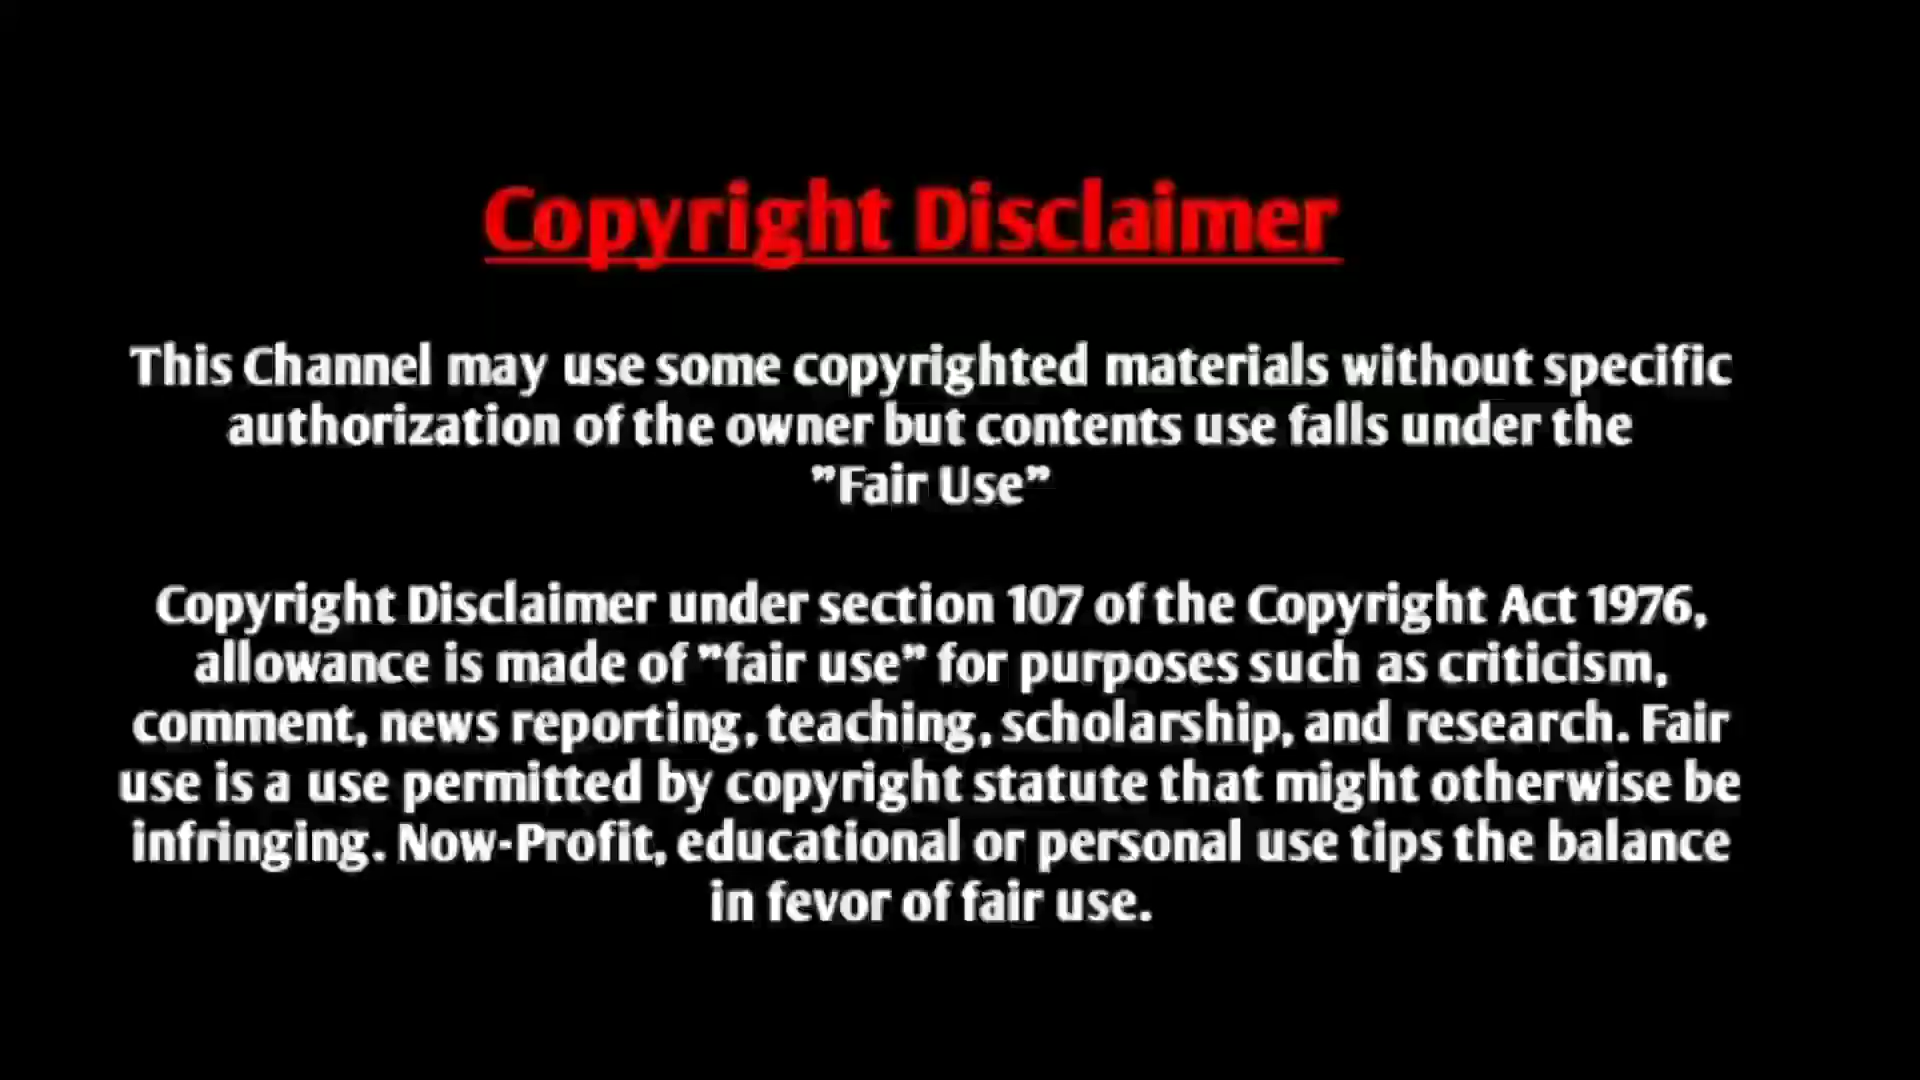 Copyright Disclaimer
This Channel may use some copyrighted materials without specific
authorization of the owner but contents use falls under the
"Fair Use"
Copyright Disclaimer under section 107 of the Copyright Act 1976,
allowance is made of "fair use" for purposes such as criticism,
comment, news reporting, teaching, scholarship, and research. Fair
use is a use permitted by copyright statute that might otherwise be
infringing. Now-Profit, educational or personal use tips the balance
in fevor of fair use.